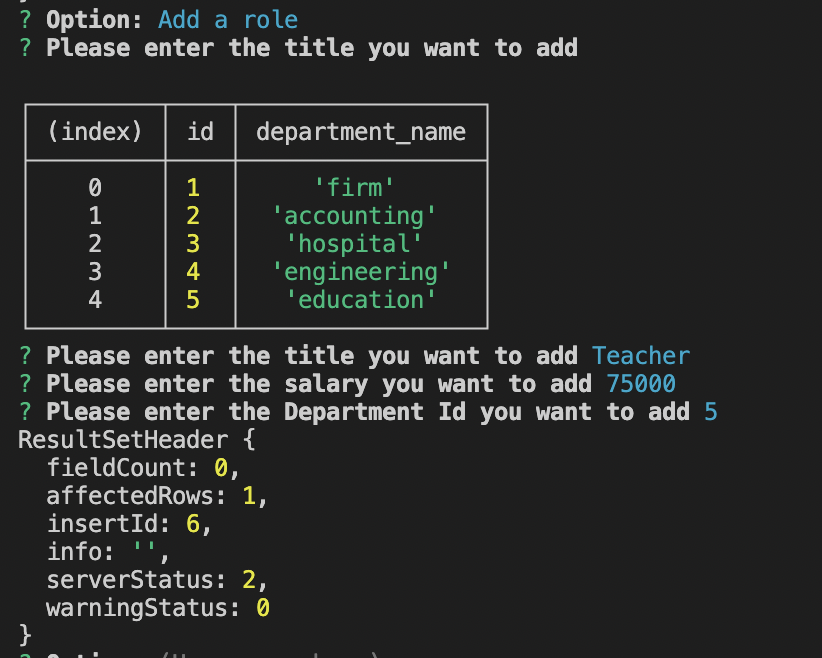 ? Option: Add a role
? Please enter the title you want to add
(index) id department_name
0 1 'firm'
1 2 'accounting'
2 3 'hospital'
3 4 'engineering'
4 5 'education'
? Please enter the title you want to add Teacher
? Please enter the salary you want to add 75000
? Please enter the Department Id you want to add 5
ResultSetHeader {
fieldCount: 0,
affectedRows: 1,
insertId: 6,
info: '',
serverStatus: 2,
warningStatus: 0
}